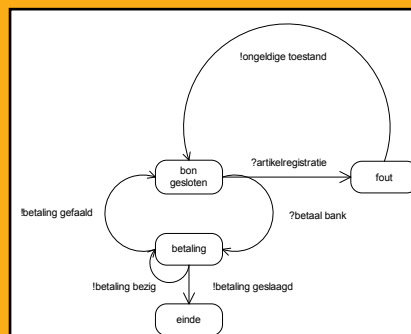 !ongeldige toestand
?artikelregistratie
bon
gesloten
fout
!betaling gefaald
?betaal bank
betaling
!betaling bezig
!betaling geslaagd
einde